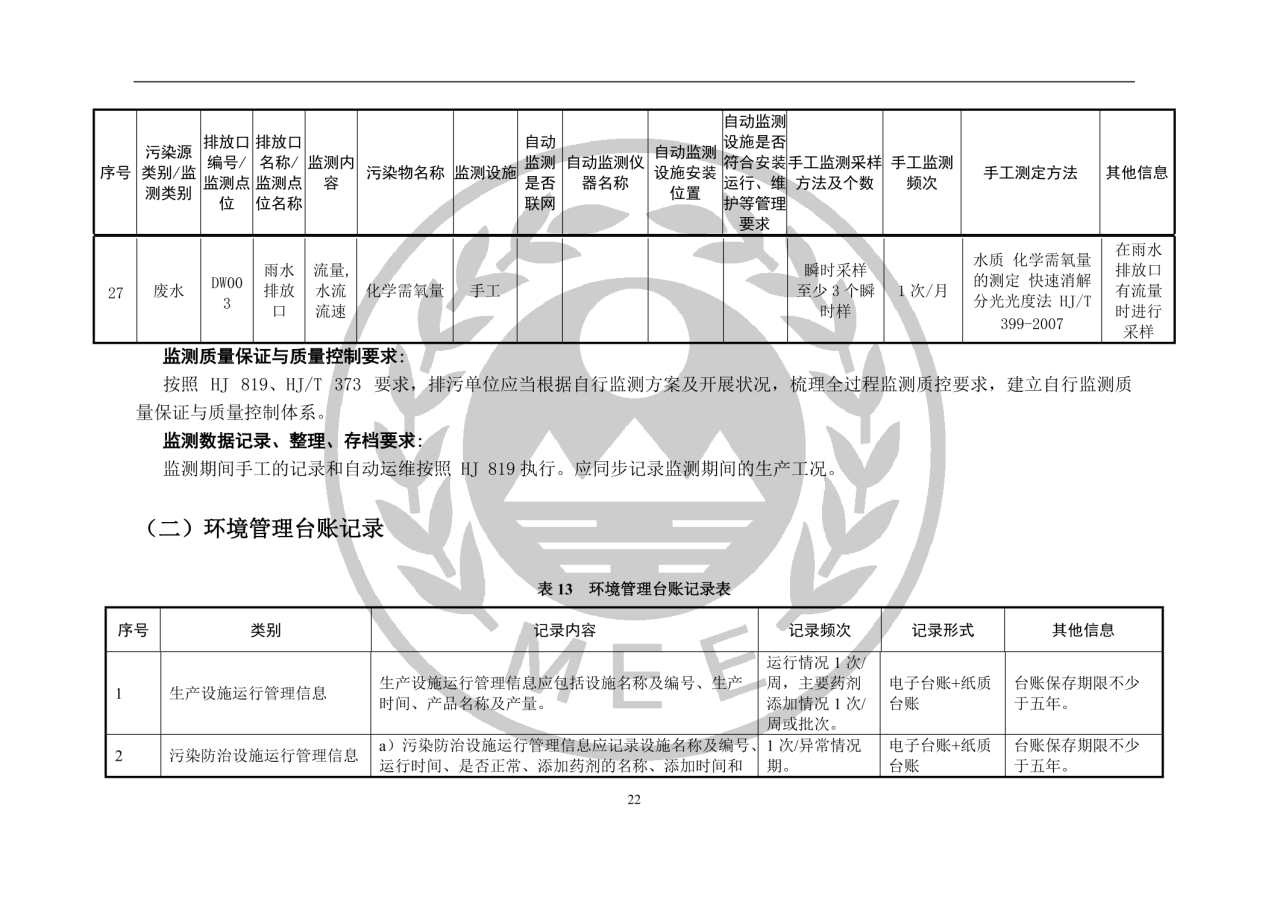 序号
污染源
类别/监
测类别
排放口
编号/
监测点
位
排放口
名称/
监测点
位名称
监测内
容
污染物名称
监测设施
自动
监测
是否
联网
自动监测仪
器名称
自动监测
设施安装
位置
自动监测
设施是否
符合安装
运行、维
护等管理
要求
手工监测采样
方法及个数
手工监测
频次
手工测定方法
其他信息
27
废水
DW00
3
雨水
排放
口
流量,
水流
流速
化学需氧量
手工
瞬时采样
至少 3 个瞬
时样
1 次/月
水质 化学需氧量
的测定 快速消解
分光光度法 HJ/T
399-2007
在雨水
排放口
有流量
时进行
采样
监测质量保证与质量控制要求:
按照 HJ 819、HJ/T 373 要求，排污单位应当根据自行监测方案及开展状况，梳理全过程监测质控要求，建立自行监测质
量保证与质量控制体系。
监测数据记录、整理、存档要求:
监测期间手工的记录和自动运维按照 HJ 819 执行。应同步记录监测期间的生产工况。
（二）环境管理台账记录
表 13 环境管理台账记录表
序号
类别
记录内容
记录频次
记录形式
其他信息
1
生产设施运行管理信息
生产设施运行管理信息应包括设施名称及编号、生产
时间、产品名称及产量。
运行情况 1 次/
周，主要药剂
添加情况 1 次/
周或批次。
电子台账+纸质
台账
台账保存期限不少
于五年。
2
污染防治设施运行管理信息
a）污染防治设施运行管理信息应记录设施名称及编号、
运行时间、是否正常、添加药剂的名称、添加时间和
1 次/异常情况
期。
电子台账+纸质
台账
台账保存期限不少
于五年。
MEE
22